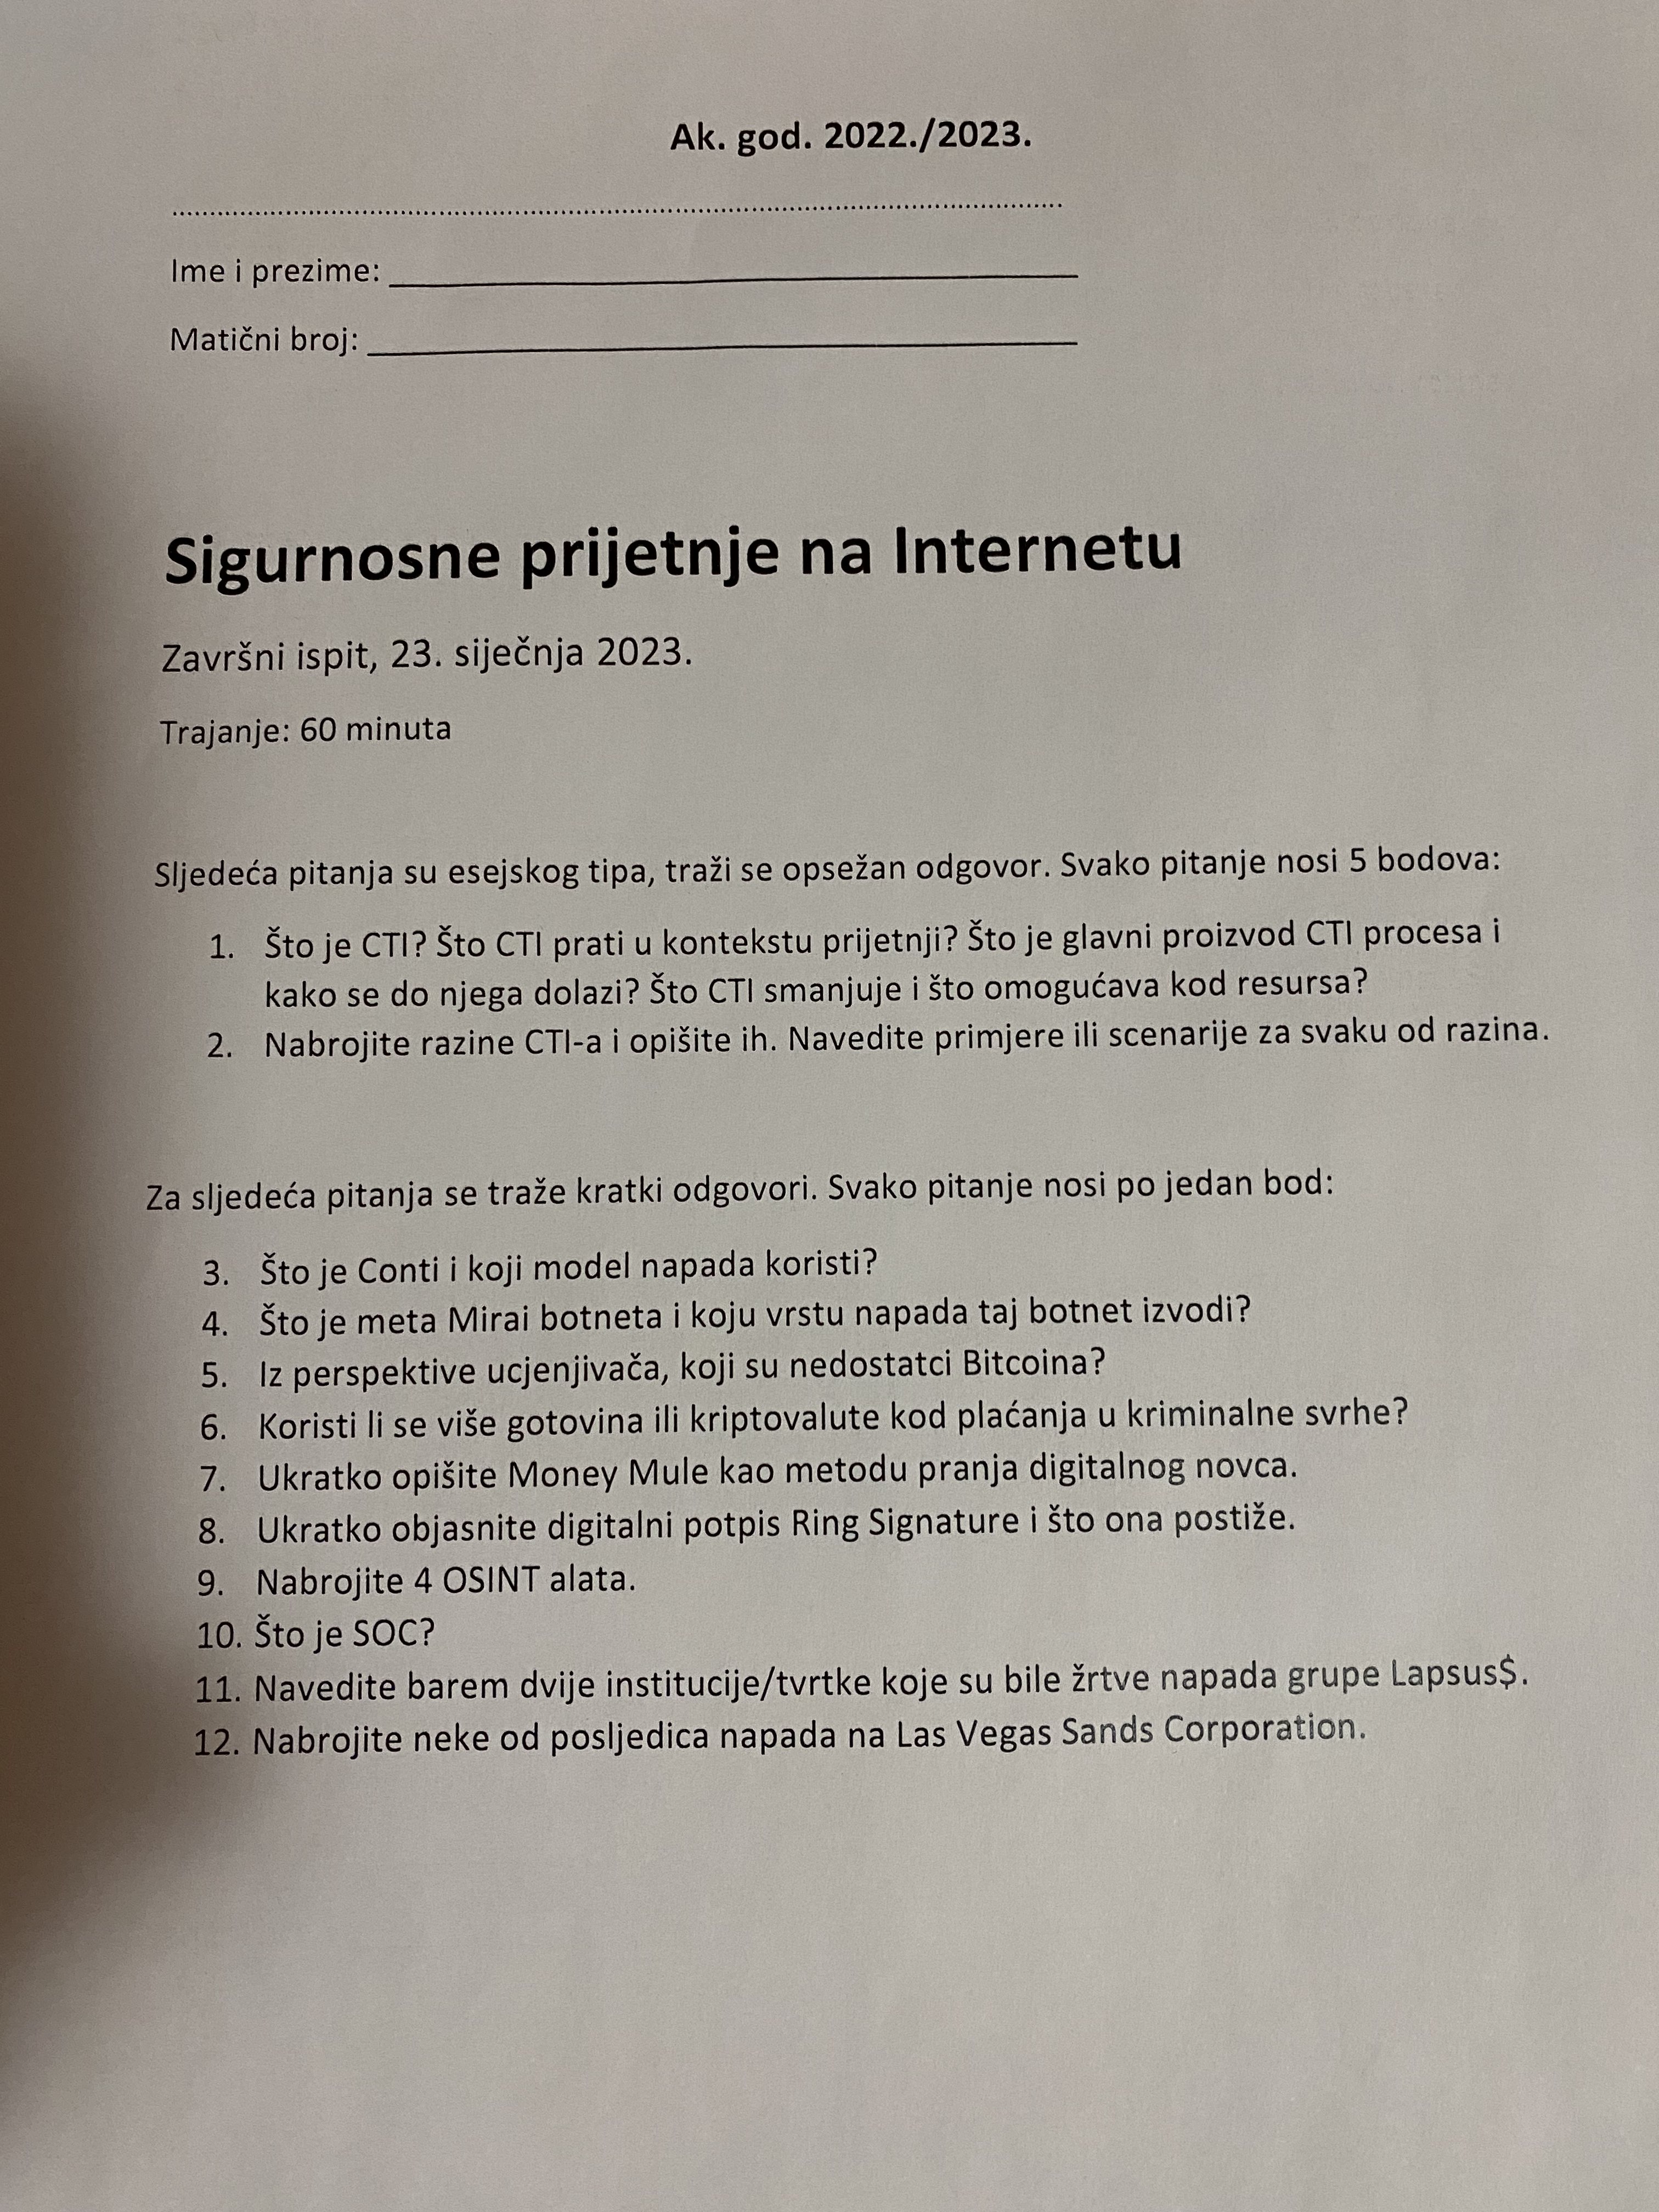 Ak. god. 2022./2023.
........................................................................................................................
Ime i prezime: ________________________________
Matični broj: _________________________________
Sigurnosne prijetnje na Internetu
Završni ispit, 23. siječnja 2023.
Trajanje: 60 minuta
Sljedeća pitanja su esejskog tipa, traži se opsežan odgovor. Svako pitanje nosi 5 bodova:
1. Što je CTI? Što CTI prati u kontekstu prijetnji? Što je glavni proizvod CTI procesa i
kako se do njega dolazi? Što CTI smanjuje i što omogućava kod resursa?
2. Nabrojite razine CTI-a i opišite ih. Navedite primjere ili scenarije za svaku od razina.
Za sljedeća pitanja se traže kratki odgovori. Svako pitanje nosi po jedan bod:
3. Što je Conti i koji model napada koristi?
4. Što je meta Mirai botneta i koju vrstu napada taj botnet izvodi?
5. Iz perspektive ucjenjivača, koji su nedostatci Bitcoina?
6. Koristi li se više gotovina ili kriptovalute kod plaćanja u kriminalne svrhe?
7. Ukratko opišite Money Mule kao metodu pranja digitalnog novca.
8. Ukratko objasnite digitalni potpis Ring Signature i što ona postiže.
9. Nabrojite 4 OSINT alata.
10. Što je SOC?
11. Navedite barem dvije institucije/tvrtke koje su bile žrtve napada grupe Lapsus$.
12. Nabrojite neke od posljedica napada na Las Vegas Sands Corporation.